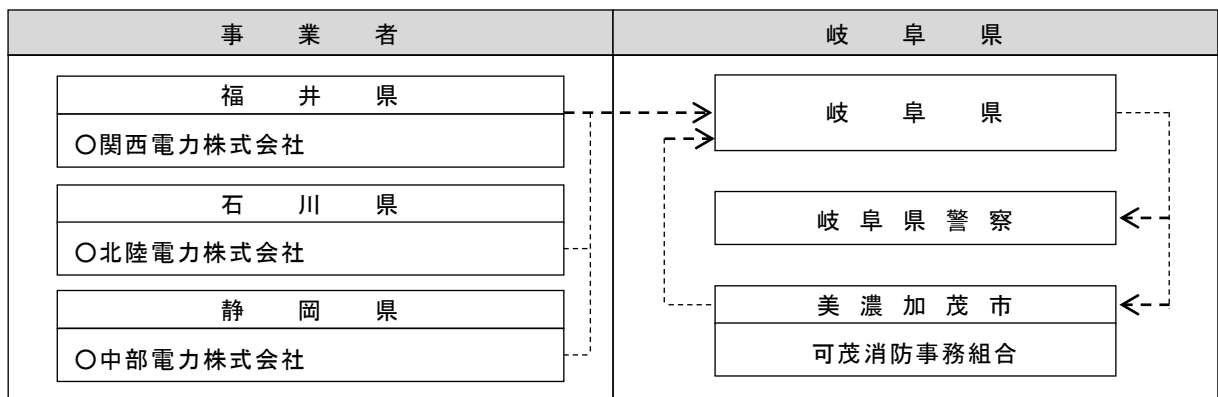 事業者
岐阜県
福井県
〇関西電力株式会社
石川県
〇北陸電力株式会社
静岡県
〇中部電力株式会社
岐阜県
岐阜県警察
美濃加茂市
可茂消防事務組合